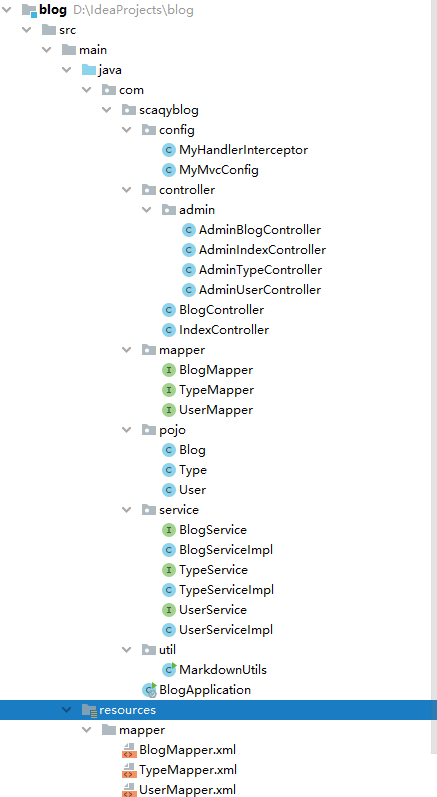 blog D:\IdeaProjects\blog
src
main
java
com
scaqyblog
config
MyHandlerInterceptor
MyMvcConfig
controller
admin
AdminBlogController
AdminIndexController
AdminTypeController
AdminUserController
BlogController
IndexController
mapper
BlogMapper
TypeMapper
UserMapper
pojo
Blog
Type
User
service
BlogService
BlogServiceImpl
TypeService
TypeServiceImpl
UserService
UserServiceImpl
util
MarkdownUtils
BlogApplication
resources
mapper
BlogMapper.xml
TypeMapper.xml
UserMapper.xml